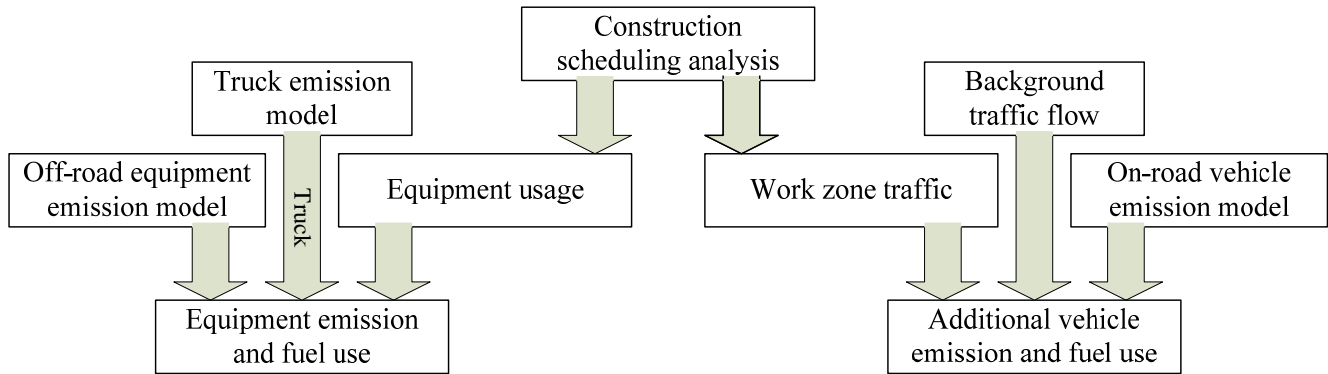 Construction
scheduling analysis
Truck emission
model
Background
traffic flow
Off-road equipment
emission model
Truck
Equipment usage
Work zone traffic
On-road vehicle
emission model
Equipment emission
and fuel use
Additional vehicle
emission and fuel use